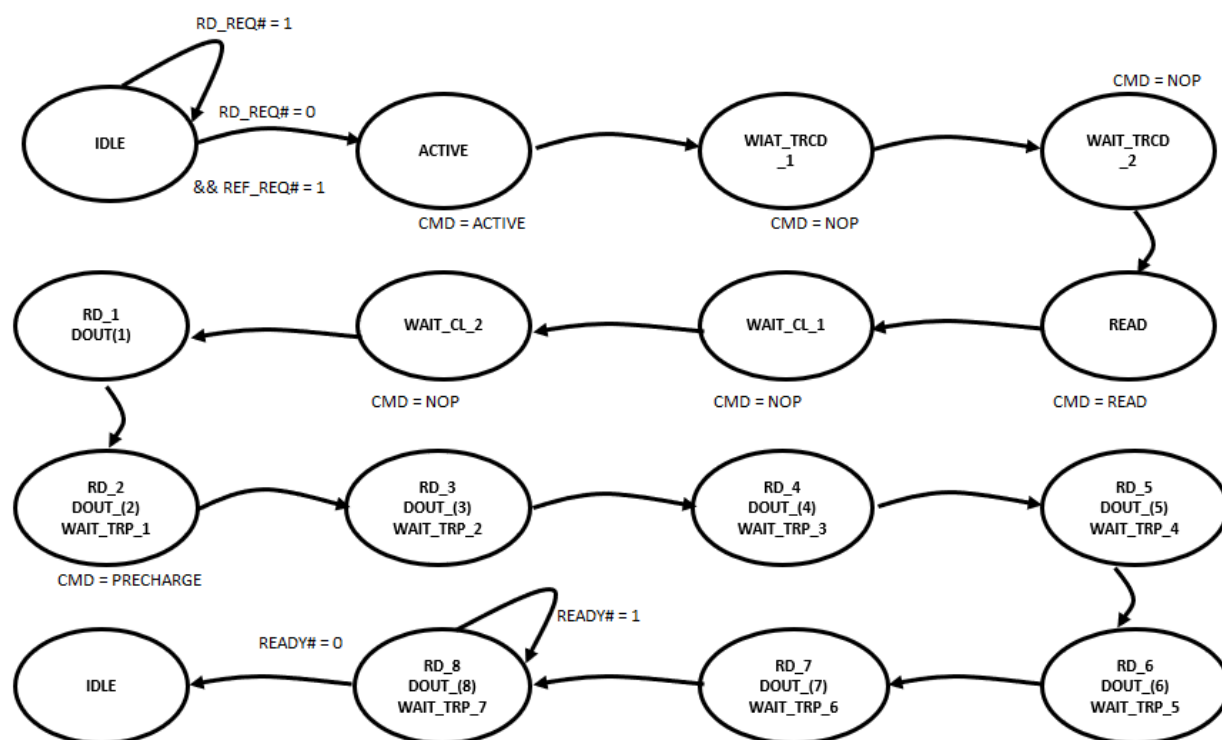 RD_REQ# = 1
IDLE
RD_REQ# = 0
&& REF_REQ# = 1
ACTIVE
CMD = ACTIVE
WIAT_TRCD
_1
CMD = NOP
CMD = NOP
WAIT_TRCD
_2
RD_1
DOUT(1)
WAIT_CL_2
CMD = NOP
WAIT_CL_1
CMD = NOP
READ
CMD = READ
RD_2
DOUT_(2)
WAIT_TRP_1
CMD = PRECHARGE
RD_3
DOUT_(3)
WAIT_TRP_2
RD_4
DOUT_(4)
WAIT_TRP_3
RD_5
DOUT_(5)
WAIT_TRP_4
IDLE
READY# = 0
RD_8
DOUT_(8)
WAIT_TRP_7
READY# = 1
RD_7
DOUT_(7)
WAIT_TRP_6
RD_6
DOUT_(6)
WAIT_TRP_5